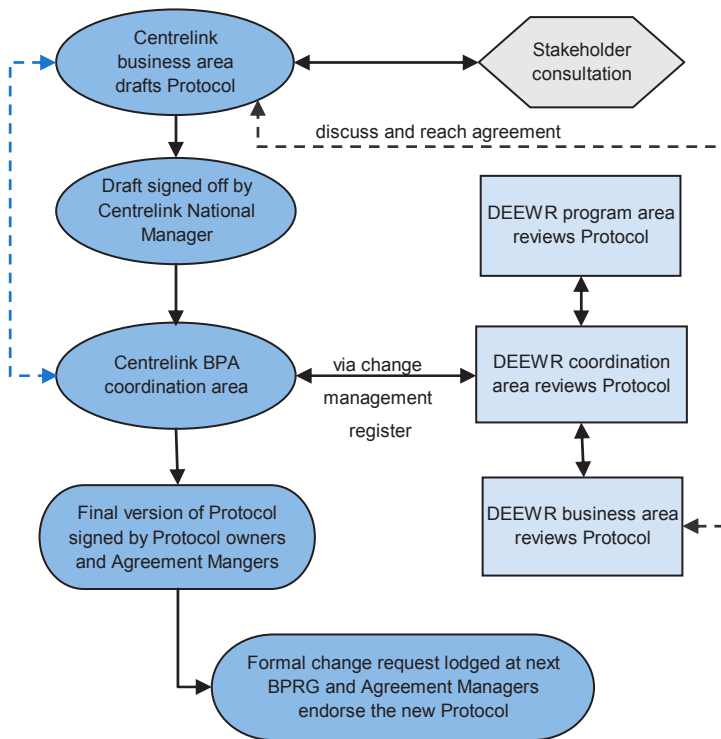 Centrelink
business area
drafts Protocol
Stakeholder
consultation
discuss and reach agreement
Draft signed off by
Centrelink National
Manager
DEEWR program area
reviews Protocol
Centrelink BPA
coordination area
via change
management
register
DEEWR coordination
area reviews Protocol
Final version of Protocol
signed by Protocol owners
and Agreement Mangers
DEEWR business area
reviews Protocol
Formal change request lodged at next
BPRG and Agreement Managers
endorse the new Protocol